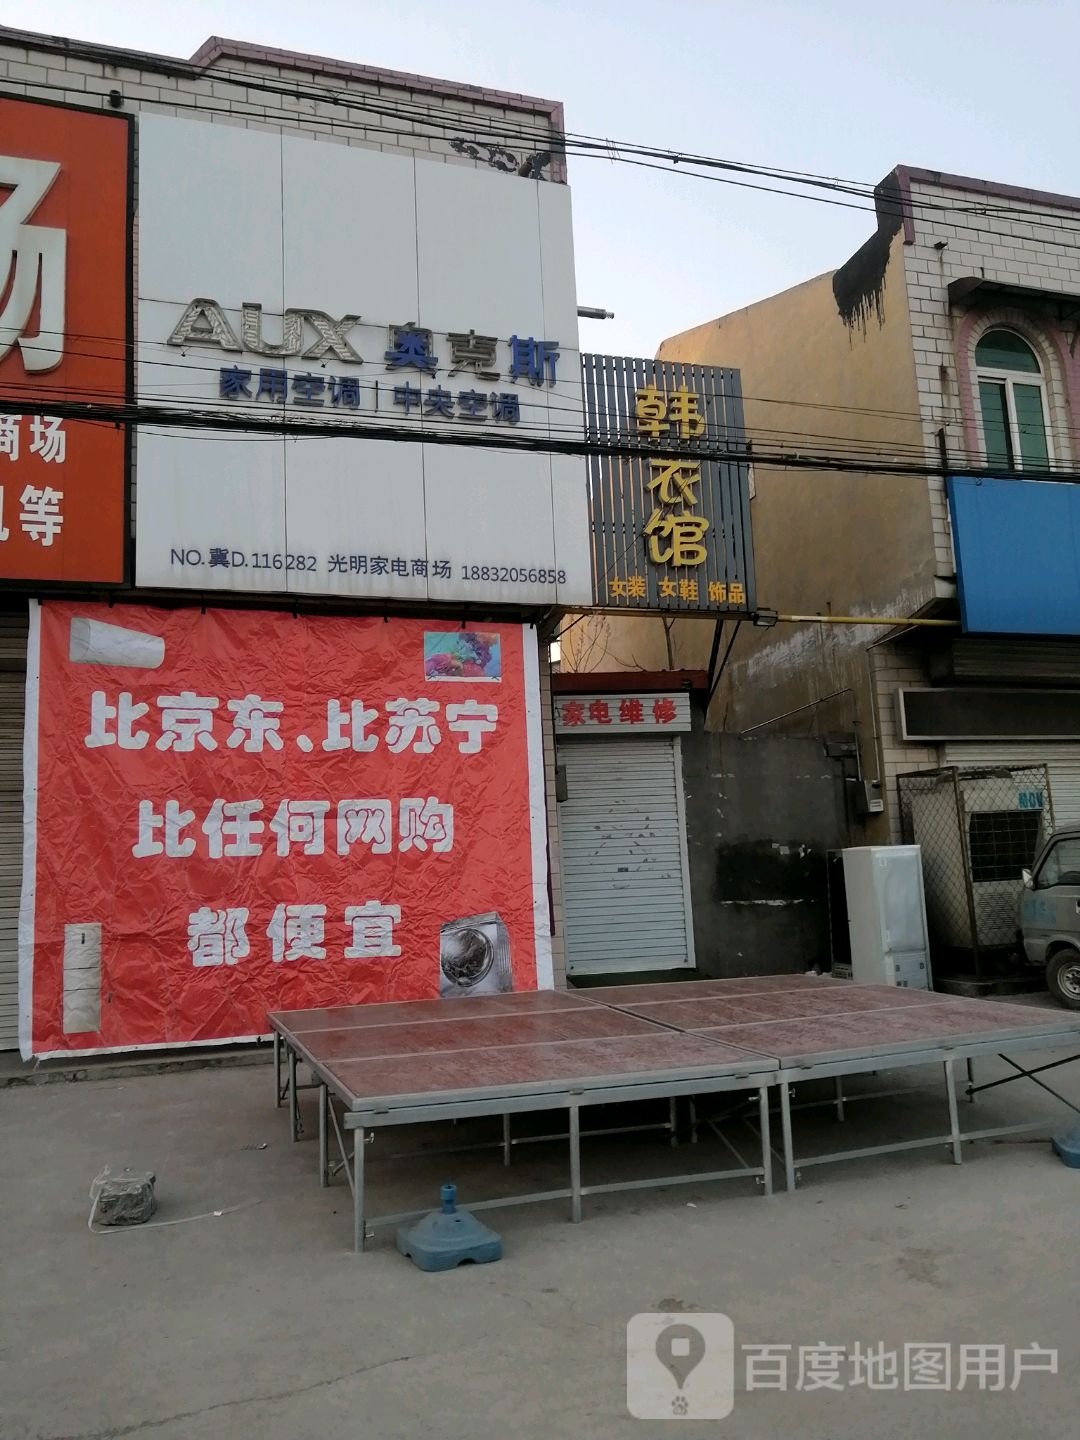 场
商场
机等
AUX 奥克斯
家用空调 | 中央空调
NO.冀D.116282 光明家电商场 18832056858
韩
衣
馆
女装 女鞋 饰品
家电维修
比京东、比苏宁
比任何网购
都便宜
百度地图用户